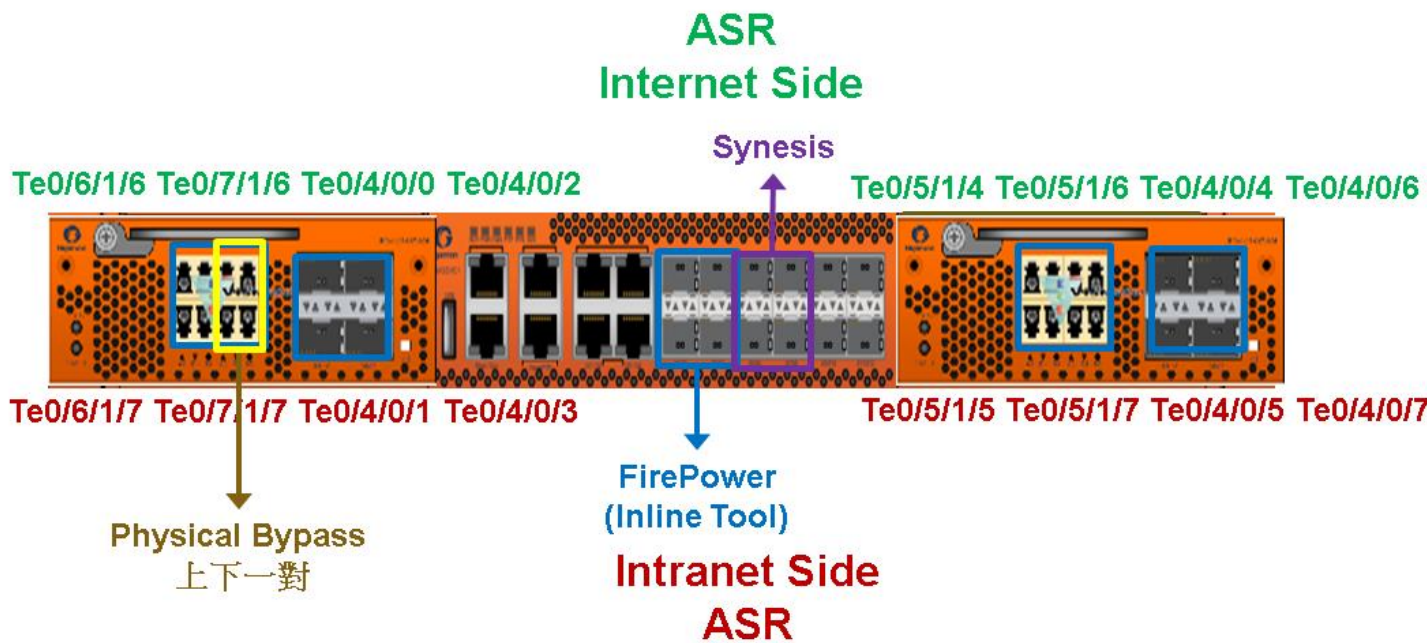 ASR
Internet Side
Synesis
Te0/6/1/6 Te0/7/1/6 Te0/4/0/0 Te0/4/0/2
Te0/5/1/4 Te0/5/1/6 Te0/4/0/4 Te0/4/0/6
Te0/6/1/7 Te0/7/1/7 Te0/4/0/1 Te0/4/0/3
Te0/5/1/5 Te0/5/1/7 Te0/4/0/5 Te0/4/0/7
FirePower
(Inline Tool)
Physical Bypass
上下一對
Intranet Side
ASR